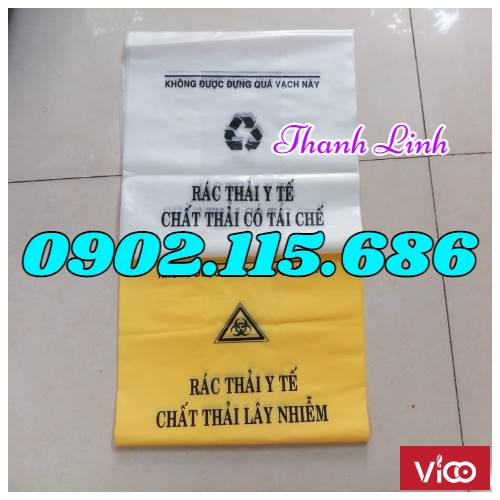 KHÔNG ĐƯỢC ĐỰNG QUÁ VẠCH NÀY
Thanh Linh
RÁC THẢI Y TẾ
CHẤT THẢI CÓ TÁI CHẾ
0902.115.686
RÁC THẢI Y TẾ
CHẤT THẢI LÂY NHIỄM
ViOO